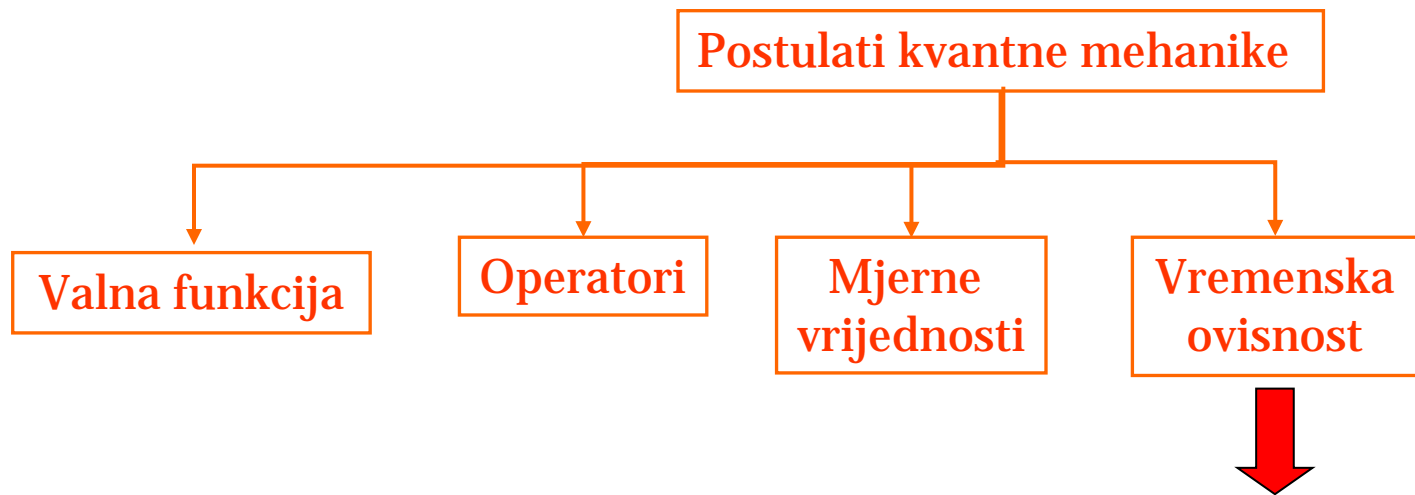 Postulati kvantne mehanike
Valna funkcija
Operatori
Mjerne
vrijednosti
Vremenska
ovisnost